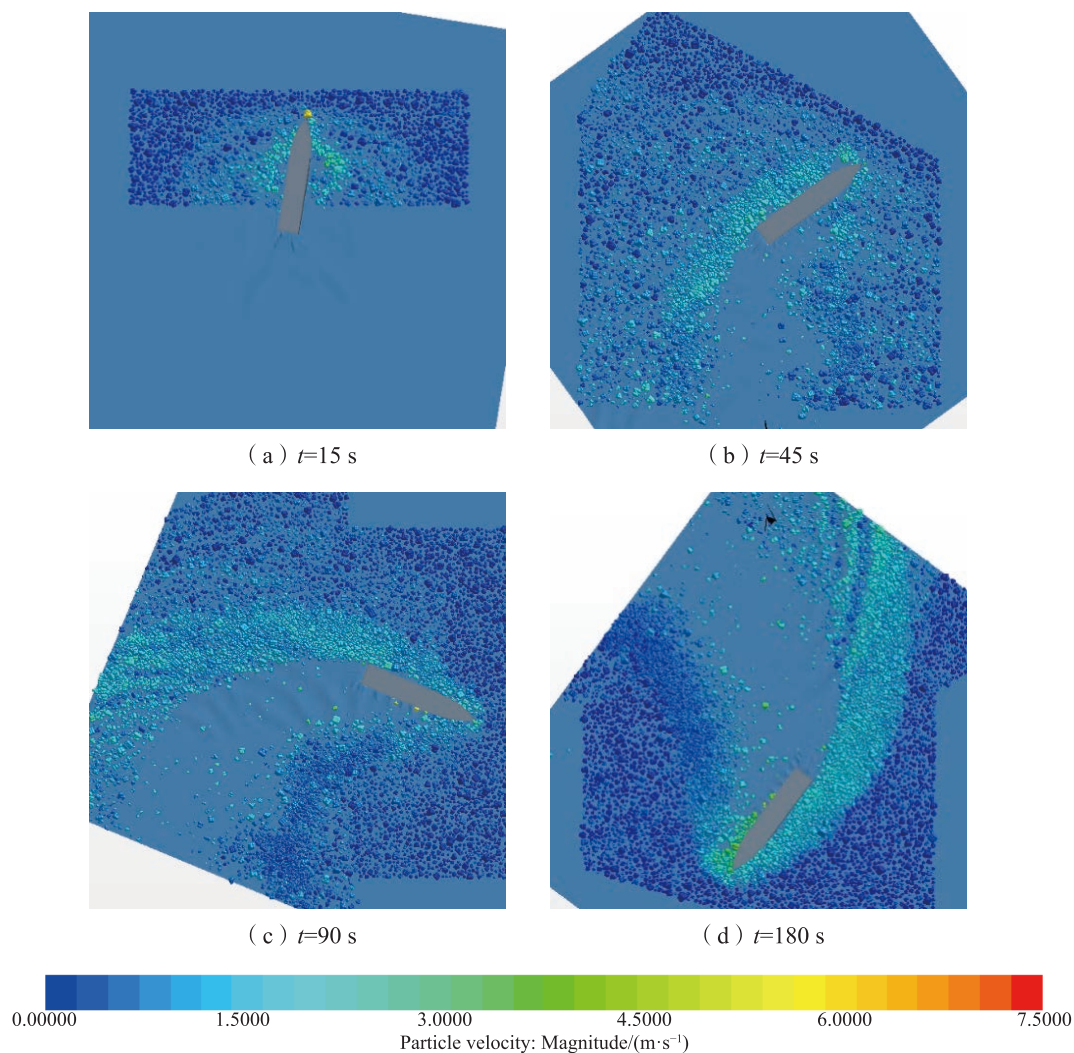 （a）t=15 s
（b）t=45 s
（c）t=90 s
（d）t=180 s
0.00000 1.5000 3.0000 4.5000 6.0000 7.5000
Particle velocity: Magnitude/(m·s⁻¹)